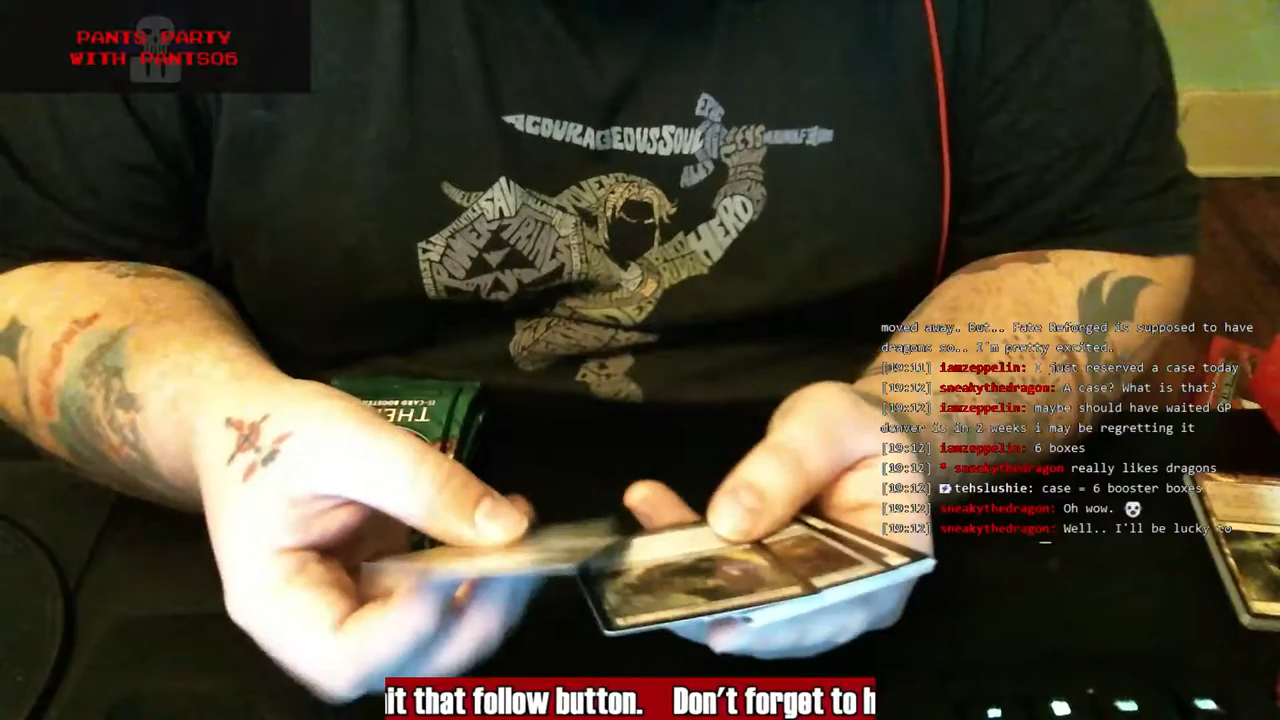 PANTS PARTY
WITH PANTS06
COURAGEOUS SOUL
HERO
POWER
moved away. But.. Fate Reforged is supposed to have
dragons so.. I'm pretty excited.
[19:11] iamzeppelin: I just reserved a case today
[19:12] sneakythedragon: A case? What is that?
[19:12] iamzeppelin: maybe should have waited GP
denver is in 2 weeks i may be regretting it
[19:12] iamzeppelin: 6 boxes
[19:12] * sneakythedragon really likes dragons
[19:12] tehslushie: case = 6 booster boxes
[19:12] sneakythedragon: Oh wow.
[19:12] sneakythedragon: Well.. I'll be lucky to
THE
it that follow button. Don't forget to h